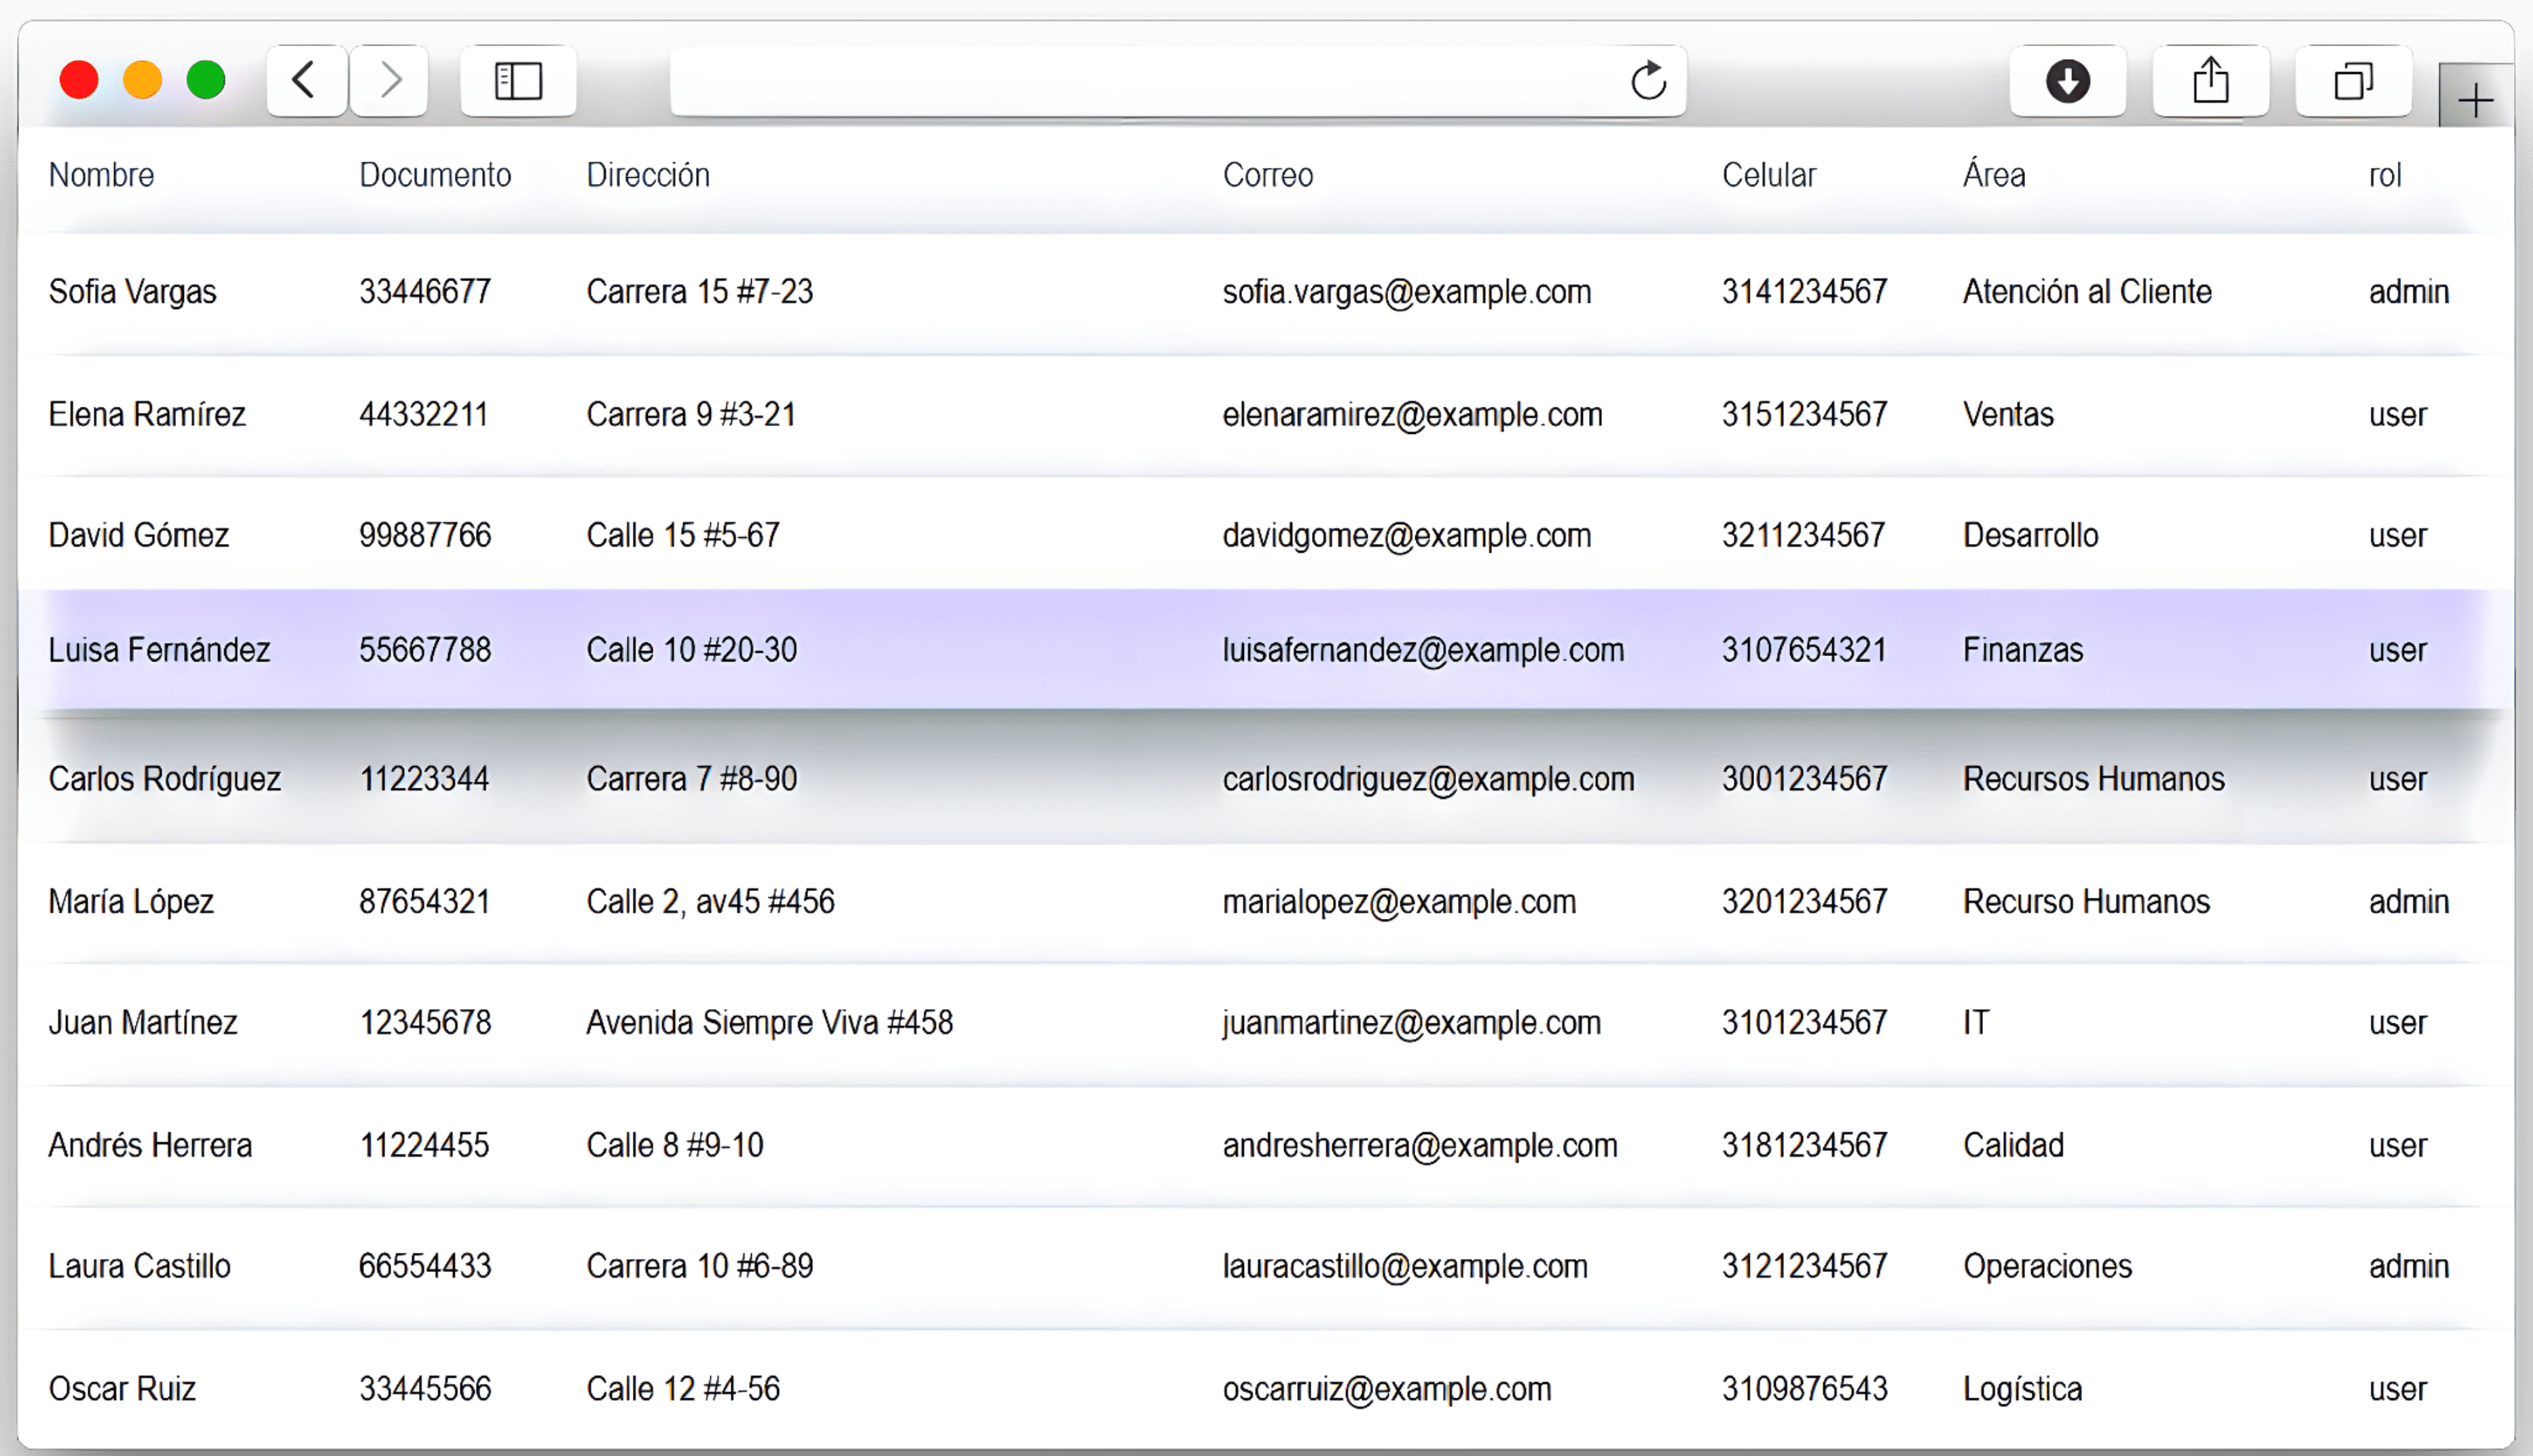 Nombre Documento Dirección Correo Celular Área rol
Sofia Vargas 33446677 Carrera 15 #7-23 sofia.vargas@example.com 3141234567 Atención al Cliente admin
Elena Ramírez 44332211 Carrera 9 #3-21 elenaramirez@example.com 3151234567 Ventas user
David Gómez 99887766 Calle 15 #5-67 davidgomez@example.com 3211234567 Desarrollo user
Luisa Fernández 55667788 Calle 10 #20-30 luisafernandez@example.com 3107654321 Finanzas user
Carlos Rodríguez 11223344 Carrera 7 #8-90 carlosrodriguez@example.com 3001234567 Recursos Humanos user
María López 87654321 Calle 2, av45 #456 marialopez@example.com 3201234567 Recurso Humanos admin
Juan Martínez 12345678 Avenida Siempre Viva #458 juanmartinez@example.com 3101234567 IT user
Andrés Herrera 11224455 Calle 8 #9-10 andresherrera@example.com 3181234567 Calidad user
Laura Castillo 66554433 Carrera 10 #6-89 lauracastillo@example.com 3121234567 Operaciones admin
Oscar Ruiz 33445566 Calle 12 #4-56 oscarruiz@example.com 3109876543 Logística user